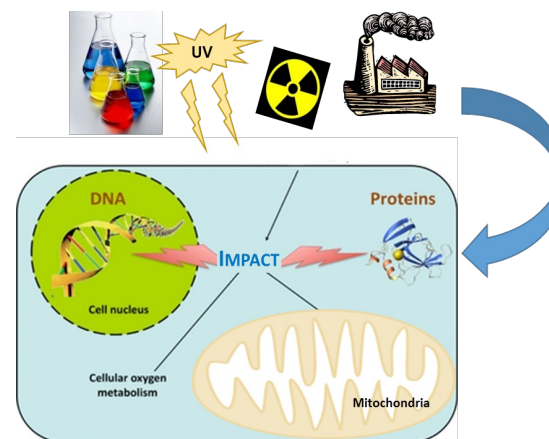 UV
DNA
Proteins
IMPACT
Cell nucleus
Cellular oxygen
metabolism
Mitochondria